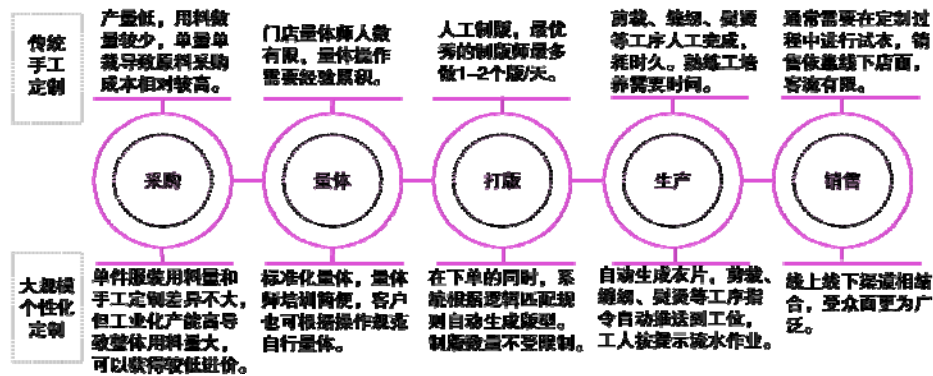 传统
手工
定制
产量低，用料数
量较少，单量单
裁导致原料采购
成本相对较高。
门店量体师人数
有限，量体操作
需要经验累积。
人工制版，最优
秀的制版师最多
做1-2个版/天。
剪裁、缝纫、熨烫
等工序人工完成，
耗时久。熟练工培
养需要时间。
通常需要在定制过
程中进行试衣，销
售依靠线下店面，
客流有限。
采购
量体
打版
生产
销售
大规模
个性化
定制
单件服装用料量和
手工定制差异不大，
但工业化产能高导
致整体用料量大，
可以获得较低进价。
标准化量体，量体
师培训简便，客户
也可根据操作规范
自行量体。
在下单的同时，系
统根据逻辑匹配规
则自动生成版型。
制版数量不受限制。
自动生成衣片，剪裁、
缝纫、熨烫等工序指
令自动推送到工位，
工人按提示流水作业。
线上线下渠道相结
合，受众面更为广
泛。